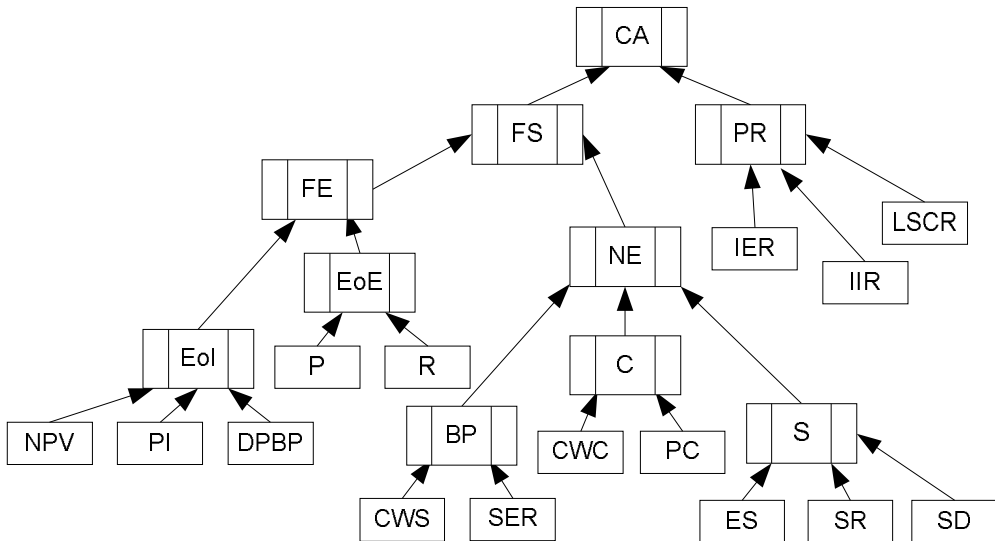 CA
FS
PR
FE
LSCR
NE
IER
IIR
EoE
EoI
P
R
C
BP
S
NPV
PI
DPBP
CWC
PC
CWS
SER
ES
SR
SD